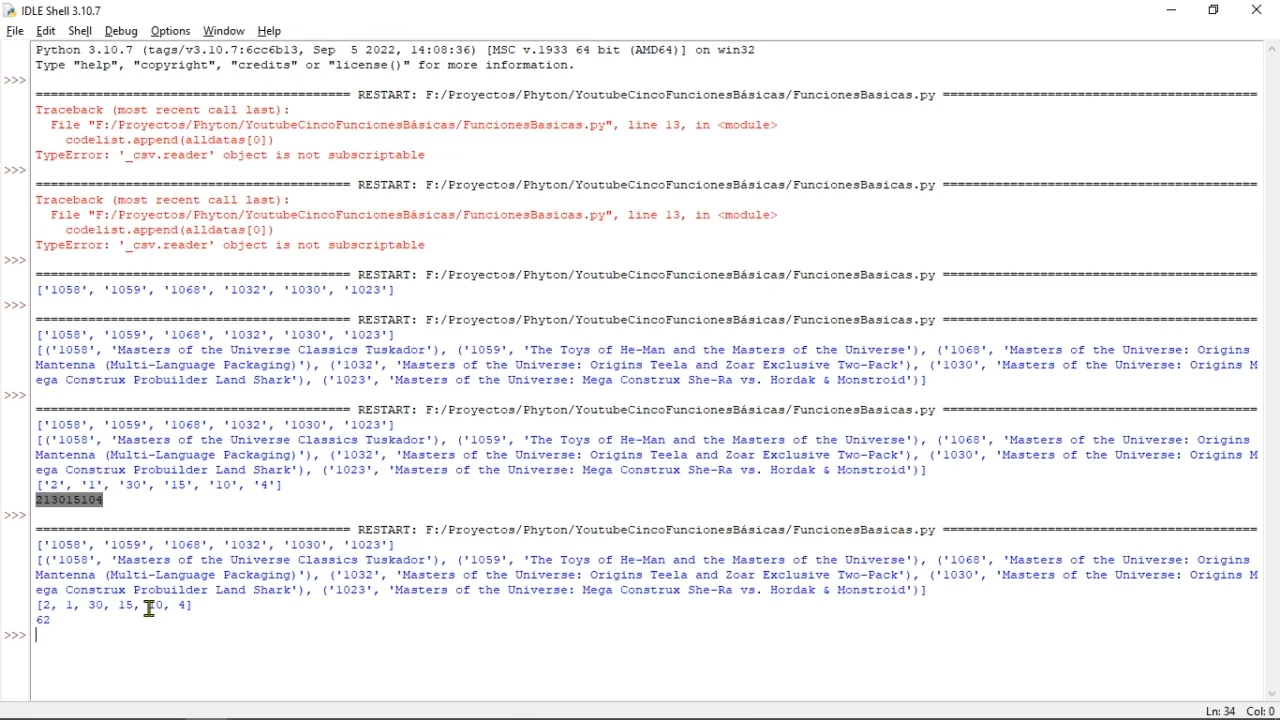 IDLE Shell 3.10.7
File Edit Shell Debug Options Window Help
Python 3.10.7 (tags/v3.10.7:6cc6b13, Sep  5 2022, 14:08:36) [MSC v.1933 64 bit (AMD64)] on win32
Type "help", "copyright", "credits" or "license()" for more information.
>>>
========================================== RESTART: F:/Proyectos/Phyton/YoutubeCincoFuncionesBásicas/FuncionesBasicas.py ==========================================
Traceback (most recent call last):
  File "F:/Proyectos/Phyton/YoutubeCincoFuncionesBásicas/FuncionesBasicas.py", line 13, in <module>
    codelist.append(alldatas[0])
TypeError: '_csv.reader' object is not subscriptable
>>>
========================================== RESTART: F:/Proyectos/Phyton/YoutubeCincoFuncionesBásicas/FuncionesBasicas.py ==========================================
Traceback (most recent call last):
  File "F:/Proyectos/Phyton/YoutubeCincoFuncionesBásicas/FuncionesBasicas.py", line 13, in <module>
    codelist.append(alldatas[0])
TypeError: '_csv.reader' object is not subscriptable
>>>
========================================== RESTART: F:/Proyectos/Phyton/YoutubeCincoFuncionesBásicas/FuncionesBasicas.py ==========================================
['1058', '1059', '1068', '1032', '1030', '1023']
>>>
========================================== RESTART: F:/Proyectos/Phyton/YoutubeCincoFuncionesBásicas/FuncionesBasicas.py ==========================================
['1058', '1059', '1068', '1032', '1030', '1023']
[('1058', 'Masters of the Universe Classics Tuskador'), ('1059', 'The Toys of He-Man and the Masters of the Universe'), ('1068', 'Masters of the Universe: Origins
Mantenna (Multi-Language Packaging)'), ('1032', 'Masters of the Universe: Origins Teela and Zoar Exclusive Two-Pack'), ('1030', 'Masters of the Universe: Origins M
ega Construx Probuilder Land Shark'), ('1023', 'Masters of the Universe: Mega Construx She-Ra vs. Hordak & Monstroid')]
>>>
========================================== RESTART: F:/Proyectos/Phyton/YoutubeCincoFuncionesBásicas/FuncionesBasicas.py ==========================================
['1058', '1059', '1068', '1032', '1030', '1023']
[('1058', 'Masters of the Universe Classics Tuskador'), ('1059', 'The Toys of He-Man and the Masters of the Universe'), ('1068', 'Masters of the Universe: Origins
Mantenna (Multi-Language Packaging)'), ('1032', 'Masters of the Universe: Origins Teela and Zoar Exclusive Two-Pack'), ('1030', 'Masters of the Universe: Origins M
ega Construx Probuilder Land Shark'), ('1023', 'Masters of the Universe: Mega Construx She-Ra vs. Hordak & Monstroid')]
['2', '1', '30', '15', '10', '4']
213015104
>>>
========================================== RESTART: F:/Proyectos/Phyton/YoutubeCincoFuncionesBásicas/FuncionesBasicas.py ==========================================
['1058', '1059', '1068', '1032', '1030', '1023']
[('1058', 'Masters of the Universe Classics Tuskador'), ('1059', 'The Toys of He-Man and the Masters of the Universe'), ('1068', 'Masters of the Universe: Origins
Mantenna (Multi-Language Packaging)'), ('1032', 'Masters of the Universe: Origins Teela and Zoar Exclusive Two-Pack'), ('1030', 'Masters of the Universe: Origins M
ega Construx Probuilder Land Shark'), ('1023', 'Masters of the Universe: Mega Construx She-Ra vs. Hordak & Monstroid')]
[2, 1, 30, 15, 10, 4]
62
>>>
Ln: 34 Col: 0